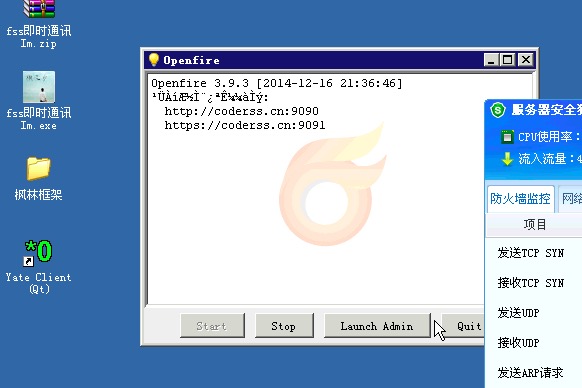 fss即时通讯
Im.zip
fss即时通讯
Im.exe
枫林框架
Yate Client
(Qt)
Openfire
Openfire 3.9.3 [2014-12-16 21:36:46]
http://coderss.cn:9090
https://coderss.cn:9091
Start
Stop
Launch Admin
Quit
服务器安全
CPU使用率：
流入流量：4
防火墙监控
网络
项目
发送TCP SYN
接收TCP SYN
发送UDP
接收UDP
发送ARP请求